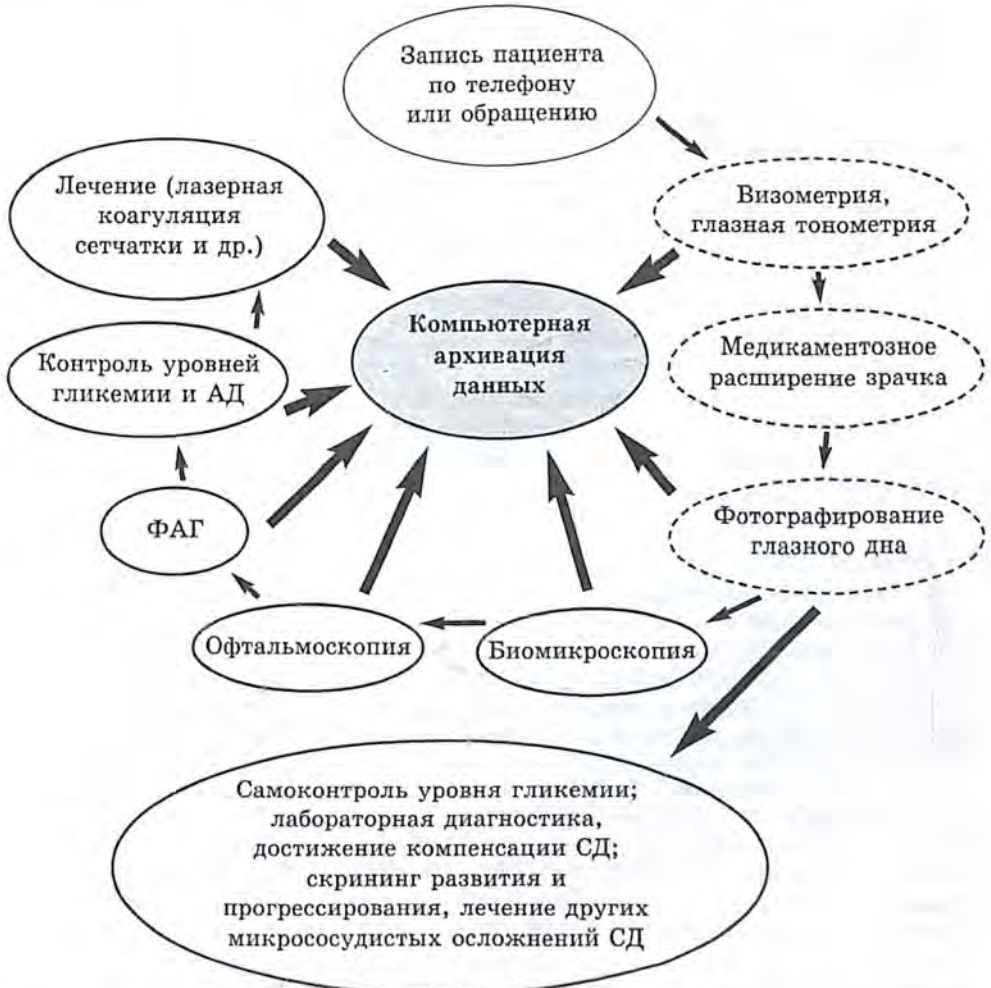 Запись пациента
по телефону
или обращению
Лечение (лазерная
коагуляция
сетчатки и др.)
Визометрия,
глазная тонометрия
Компьютерная
архивация
данных
Контроль уровней
гликемии и АД
Медикаментозное
расширение зрачка
ФАГ
Фотографирование
глазного дна
Офтальмоскопия
Биомикроскопия
Самоконтроль уровня гликемии;
лабораторная диагностика,
достижение компенсации СД;
скрининг развития и
прогрессирования, лечение других
микрососудистых осложнений СД